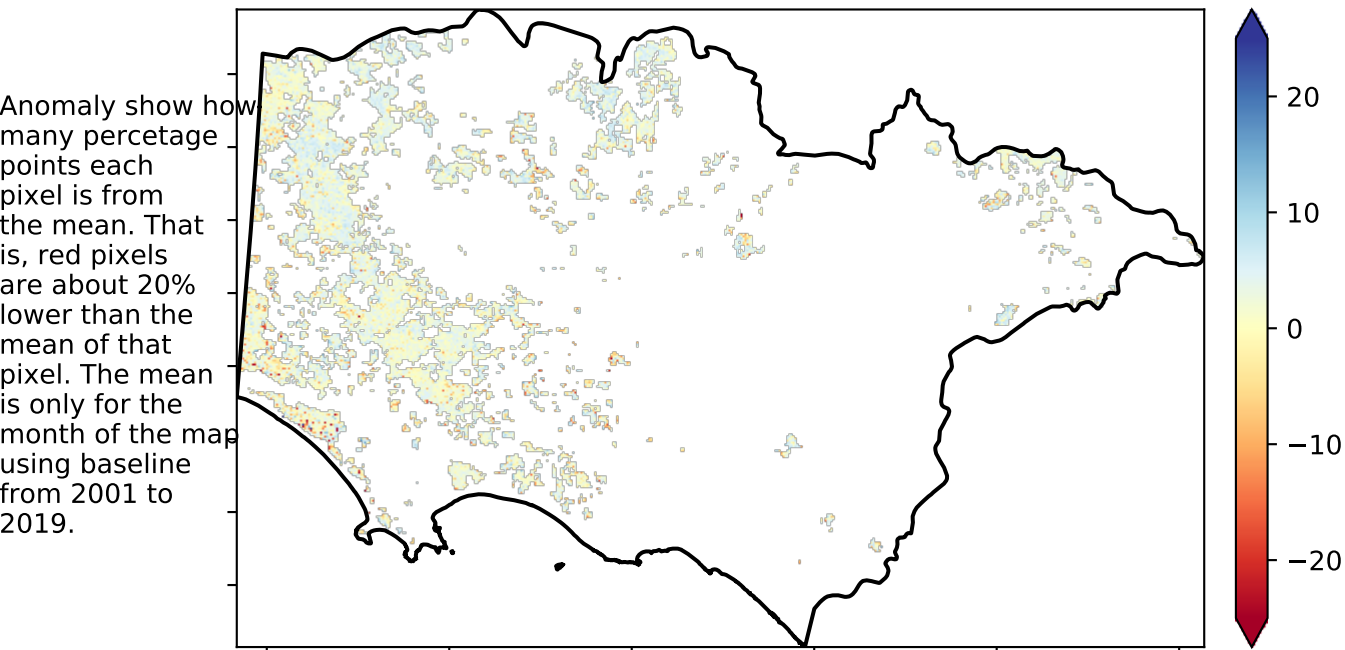 Anomaly show how
many percetage
points each
pixel is from
the mean. That
is, red pixels
are about 20%
lower than the
mean of that
pixel. The mean
is only for the
month of the map
using baseline
from 2001 to
2019.
20
10
0
−10
−20